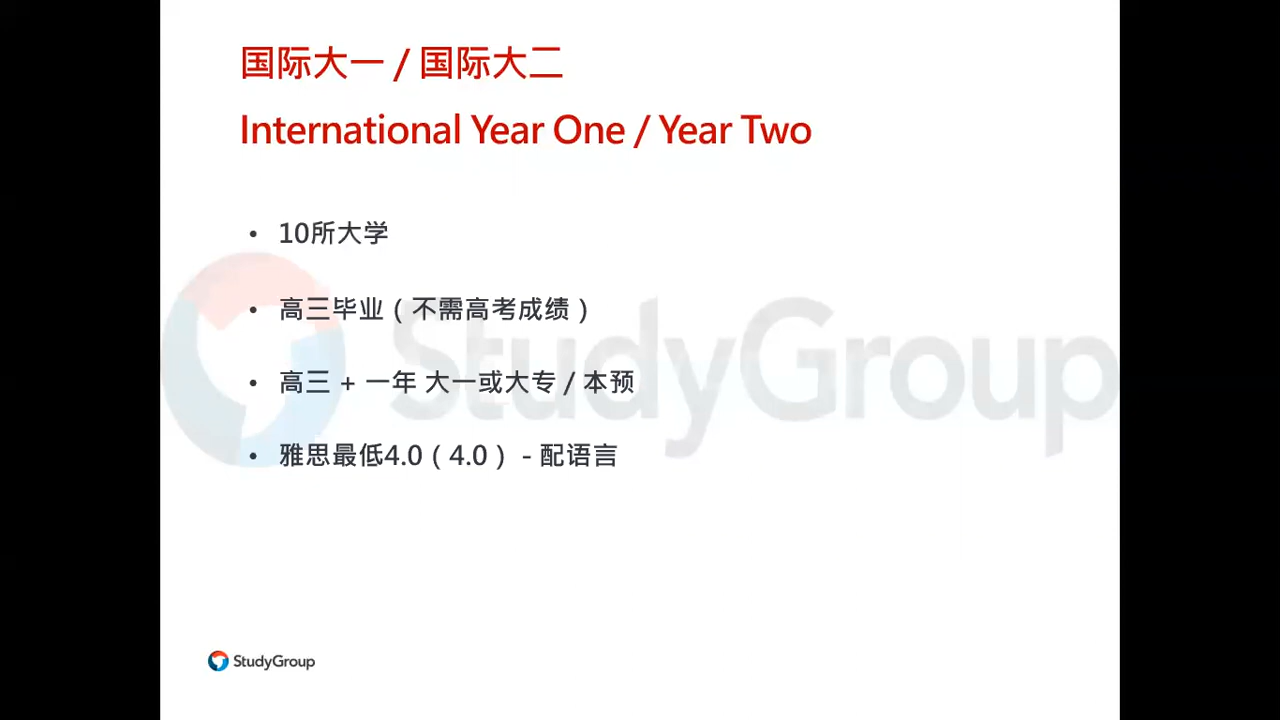 国际大一 / 国际大二
International Year One / Year Two
• 10所大学
• 高三毕业（不需高考成绩）
• 高三 + 一年 大一或大专 / 本预
• 雅思最低4.0（4.0） - 配语言
StudyGroup
StudyGroup